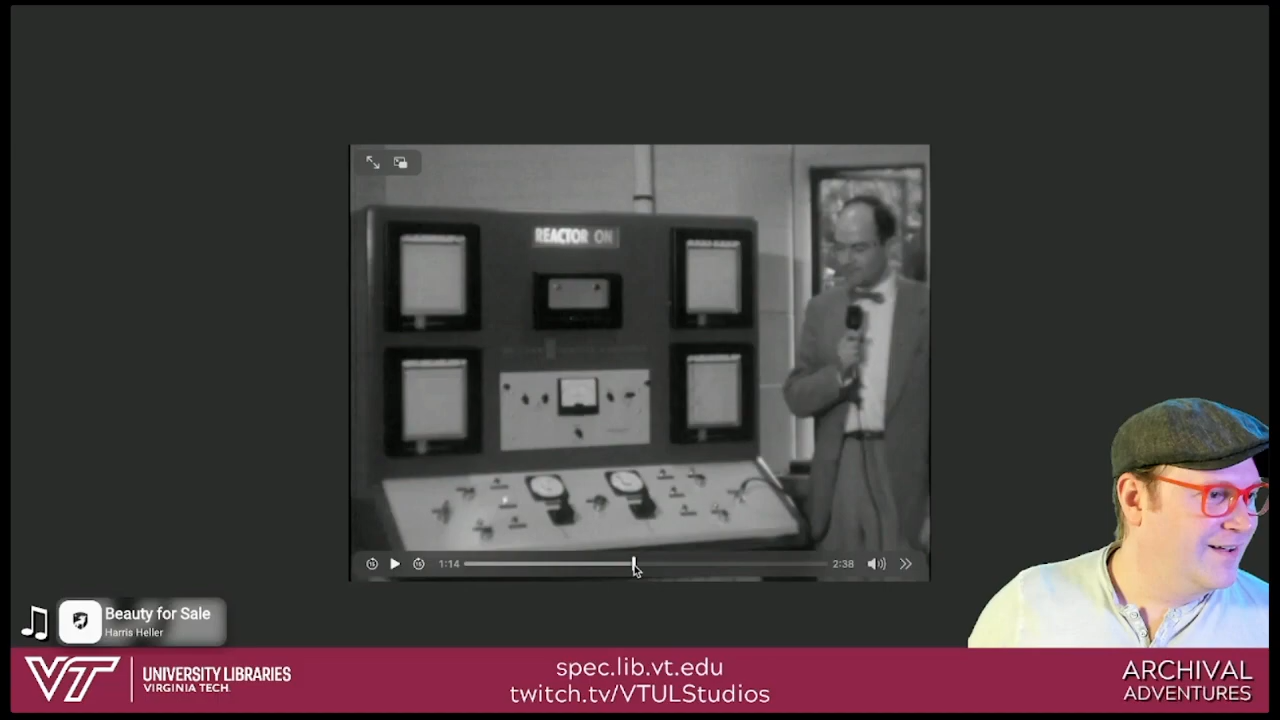 REACTOR ON
1:14
2:38
Beauty for Sale
Harris Heller
VT
UNIVERSITY LIBRARIES
VIRGINIA TECH.
spec.lib.vt.edu
twitch.tv/VTULStudios
ARCHIVAL
ADVENTURES